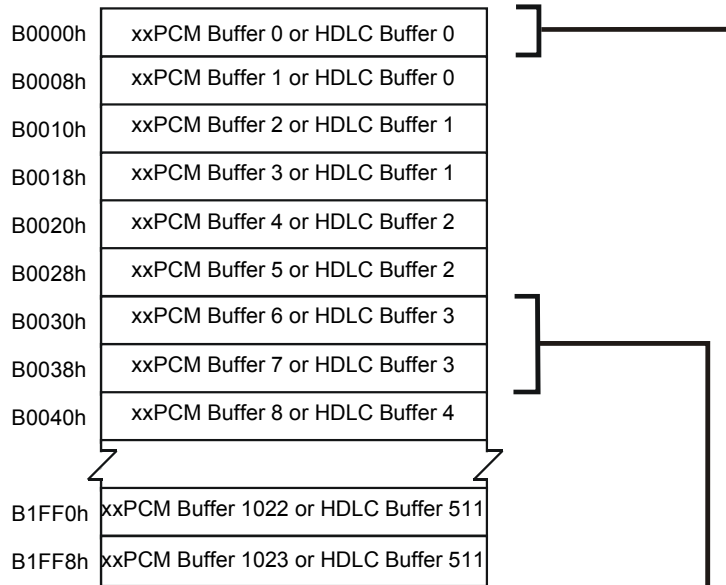 B0000h xxPCM Buffer 0 or HDLC Buffer 0
B0008h xxPCM Buffer 1 or HDLC Buffer 0
B0010h xxPCM Buffer 2 or HDLC Buffer 1
B0018h xxPCM Buffer 3 or HDLC Buffer 1
B0020h xxPCM Buffer 4 or HDLC Buffer 2
B0028h xxPCM Buffer 5 or HDLC Buffer 2
B0030h xxPCM Buffer 6 or HDLC Buffer 3
B0038h xxPCM Buffer 7 or HDLC Buffer 3
B0040h xxPCM Buffer 8 or HDLC Buffer 4
B1FF0h xxPCM Buffer 1022 or HDLC Buffer 511
B1FF8h xxPCM Buffer 1023 or HDLC Buffer 511